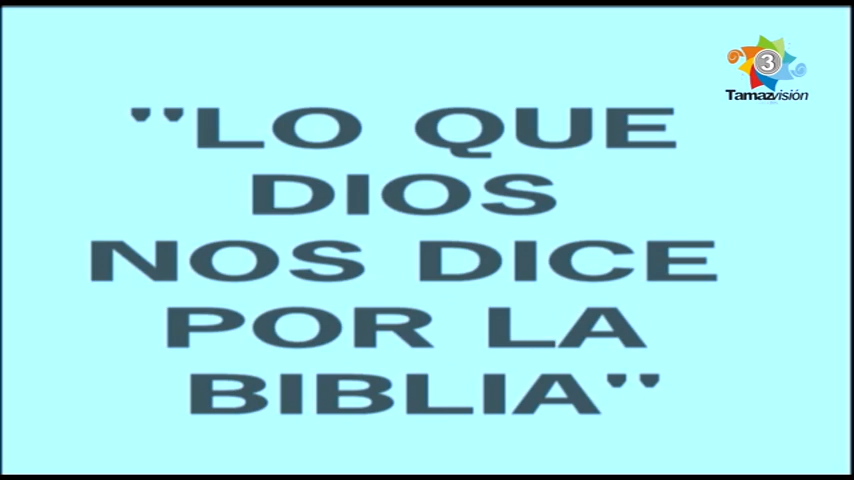 3
Tamazvisión
"LO QUE
DIOS
NOS DICE
POR LA
BIBLIA"